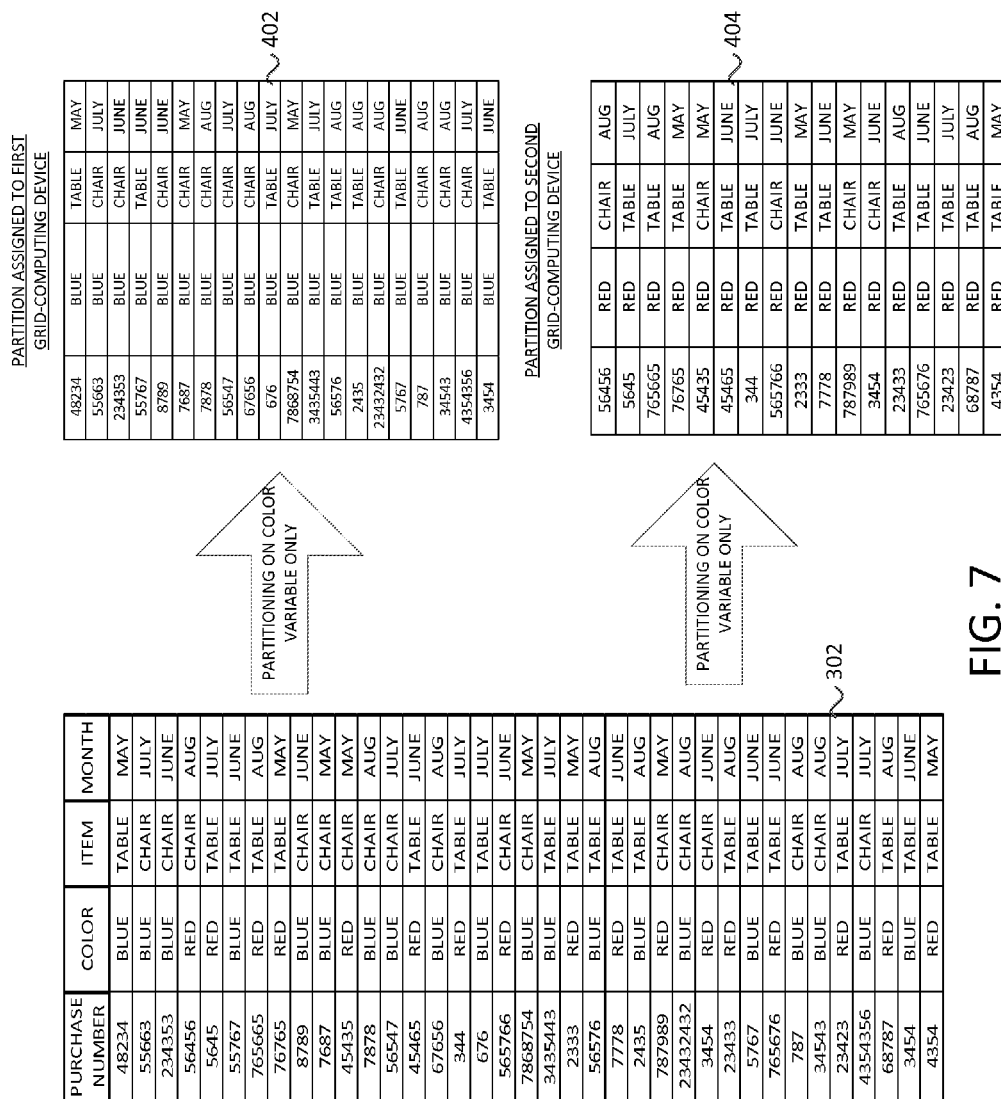 PURCHASE NUMBER COLOR ITEM MONTH
48234 BLUE TABLE MAY
55663 BLUE CHAIR JULY
234353 BLUE CHAIR JUNE
56456 RED CHAIR AUG
5645 RED TABLE JULY
55767 BLUE TABLE JUNE
765665 RED TABLE AUG
76765 RED TABLE MAY
8789 BLUE CHAIR JUNE
7687 BLUE CHAIR MAY
45435 RED CHAIR MAY
7878 BLUE CHAIR AUG
56547 BLUE CHAIR JULY
45465 RED TABLE JUNE
67656 BLUE CHAIR AUG
344 RED TABLE JULY
676 BLUE TABLE JULY
565766 RED CHAIR JUNE
7868754 BLUE CHAIR MAY
3435443 BLUE TABLE JULY
2333 RED TABLE MAY
56576 BLUE TABLE AUG
7778 RED TABLE JUNE
2435 BLUE TABLE AUG
787989 RED CHAIR MAY
23432432 BLUE CHAIR AUG
3454 RED CHAIR JUNE
23433 RED TABLE AUG
5767 BLUE TABLE JUNE
765676 RED TABLE JUNE
787 BLUE CHAIR AUG
34543 BLUE CHAIR AUG
23423 RED TABLE JULY
4354356 BLUE CHAIR JULY
68787 RED TABLE AUG
3454 BLUE TABLE JUNE
4354 RED TABLE MAY
302
PARTITIONING ON COLOR
VARIABLE ONLY
PARTITIONING ON COLOR
VARIABLE ONLY
PARTITION ASSIGNED TO FIRST
GRID-COMPUTING DEVICE
48234 BLUE TABLE MAY
55663 BLUE CHAIR JULY
234353 BLUE CHAIR JUNE
55767 BLUE TABLE JUNE
8789 BLUE CHAIR JUNE
7687 BLUE CHAIR MAY
7878 BLUE CHAIR AUG
56547 BLUE CHAIR JULY
67656 BLUE CHAIR AUG
676 BLUE TABLE JULY
7868754 BLUE CHAIR MAY
3435443 BLUE TABLE JULY
56576 BLUE TABLE AUG
2435 BLUE TABLE AUG
23432432 BLUE CHAIR AUG
5767 BLUE TABLE JUNE
787 BLUE CHAIR AUG
34543 BLUE CHAIR AUG
4354356 BLUE CHAIR JULY
3454 BLUE TABLE JUNE
402
PARTITION ASSIGNED TO SECOND
GRID-COMPUTING DEVICE
56456 RED CHAIR AUG
5645 RED TABLE JULY
765665 RED TABLE AUG
76765 RED TABLE MAY
45435 RED CHAIR MAY
45465 RED TABLE JUNE
344 RED TABLE JULY
565766 RED CHAIR JUNE
2333 RED TABLE MAY
7778 RED TABLE JUNE
787989 RED CHAIR MAY
3454 RED CHAIR JUNE
23433 RED TABLE AUG
765676 RED TABLE JUNE
23423 RED TABLE JULY
68787 RED TABLE AUG
4354 RED TABLE MAY
404
FIG. 7